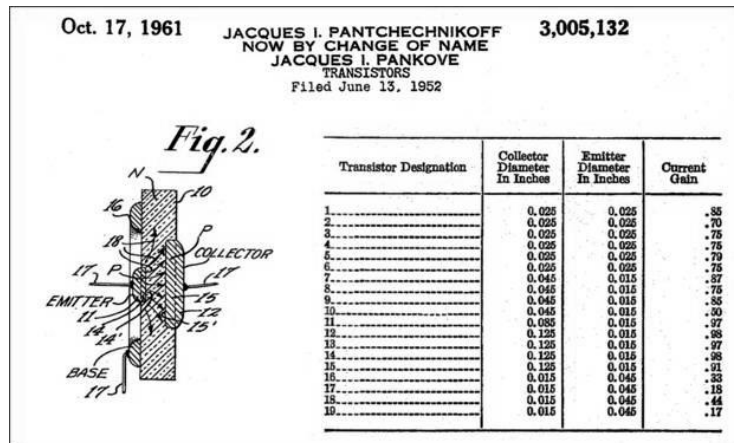 Oct. 17, 1961
JACQUES I. PANTCHECHNIKOFF
3,005,132
NOW BY CHANGE OF NAME
JACQUES I. PANKOVE
TRANSISTORS
Filed June 13, 1952
Fig. 2.
N
10
16
18
P
COLLECTOR
17
P
17
EMITTER
11
15
14
12
14'
15'
BASE
17
Transistor Designation
Collector Diameter In Inches
Emitter Diameter In Inches
Current Gain
1 0.025 0.025 .85
2 0.025 0.025 .70
3 0.025 0.025 .75
4 0.025 0.025 .75
5 0.025 0.025 .79
6 0.025 0.025 .75
7 0.045 0.015 .87
8 0.045 0.015 .75
9 0.045 0.015 .85
10 0.045 0.015 .50
11 0.085 0.015 .97
12 0.125 0.015 .98
13 0.125 0.015 .97
14 0.125 0.015 .98
15 0.125 0.015 .91
16 0.015 0.045 .33
17 0.015 0.045 .18
18 0.015 0.045 .44
19 0.015 0.045 .17